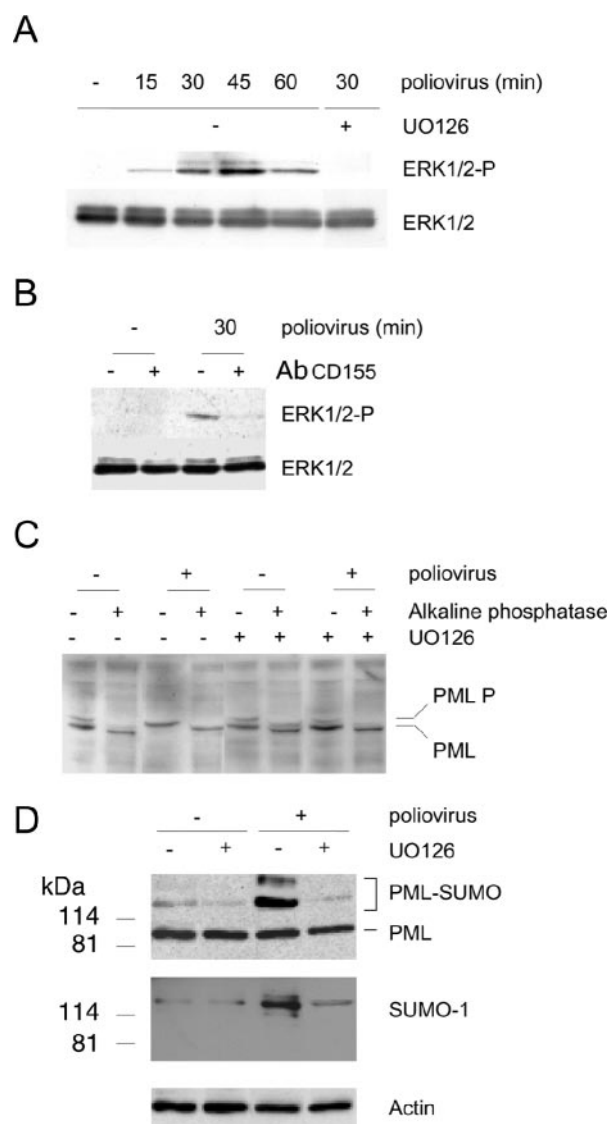 A
- 15 30 45 60 30 poliovirus (min)
- + UO126
ERK1/2-P
ERK1/2
B
- 30 poliovirus (min)
- + - + Ab CD155
ERK1/2-P
ERK1/2
C
- + - + poliovirus
- + - + - + - + Alkaline phosphatase
- - - - + + + + UO126
PML P
PML
D
- + poliovirus
- + - + UO126
kDa
PML-SUMO
114
PML
81
114 SUMO-1
81
Actin